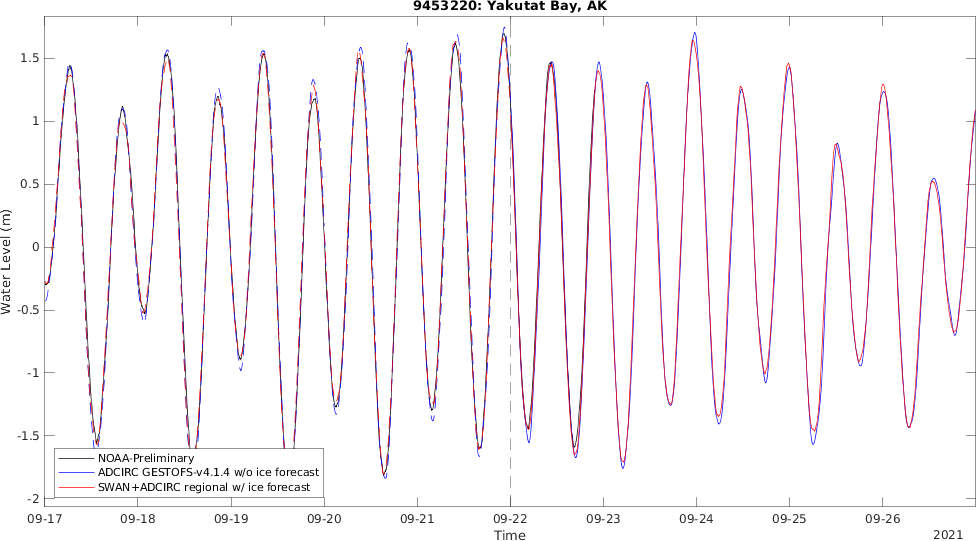 9453220: Yakutat Bay, AK
Water Level (m)
1.5
1
0.5
0
-0.5
-1
-1.5
-2
NOAA-Preliminary
ADCIRC GESTOFS-v4.1.4 w/o ice forecast
SWAN+ADCIRC regional w/ ice forecast
09-17 09-18 09-19 09-20 09-21 09-22 09-23 09-24 09-25 09-26
Time
2021